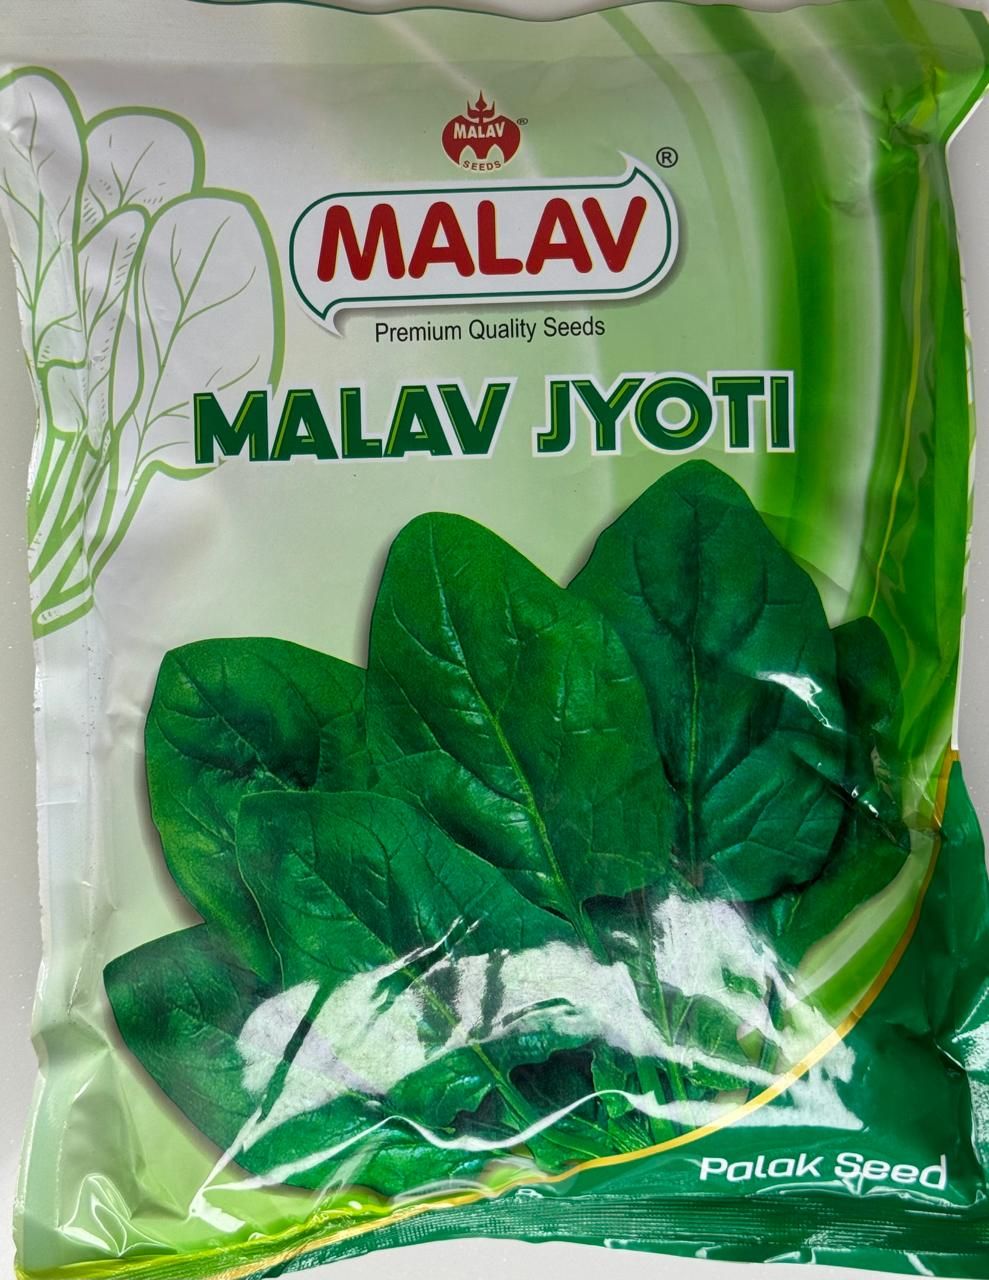 MALAV ®
SEEDS
MALAV ®
Premium Quality Seeds
MALAV JYOTI
Palak Seed